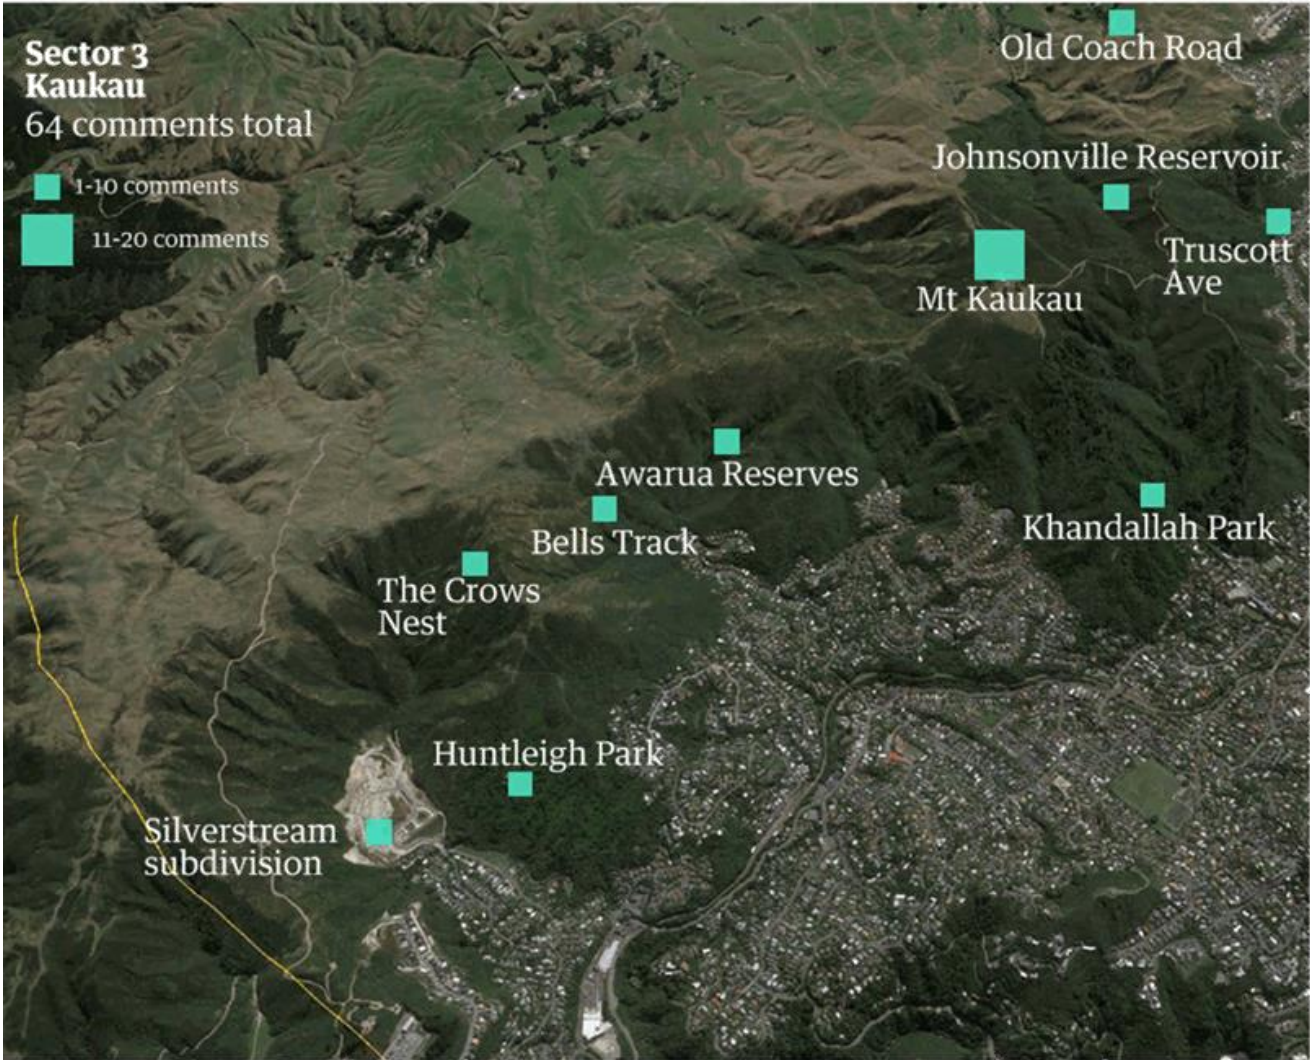 Sector 3
Kaukau
64 comments total
1-10 comments
11-20 comments
Old Coach Road
Johnsonville Reservoir
Truscott
Ave
Mt Kaukau
Awarua Reserves
Khandallah Park
Bells Track
The Crows
Nest
Huntleigh Park
Silverstream
subdivision